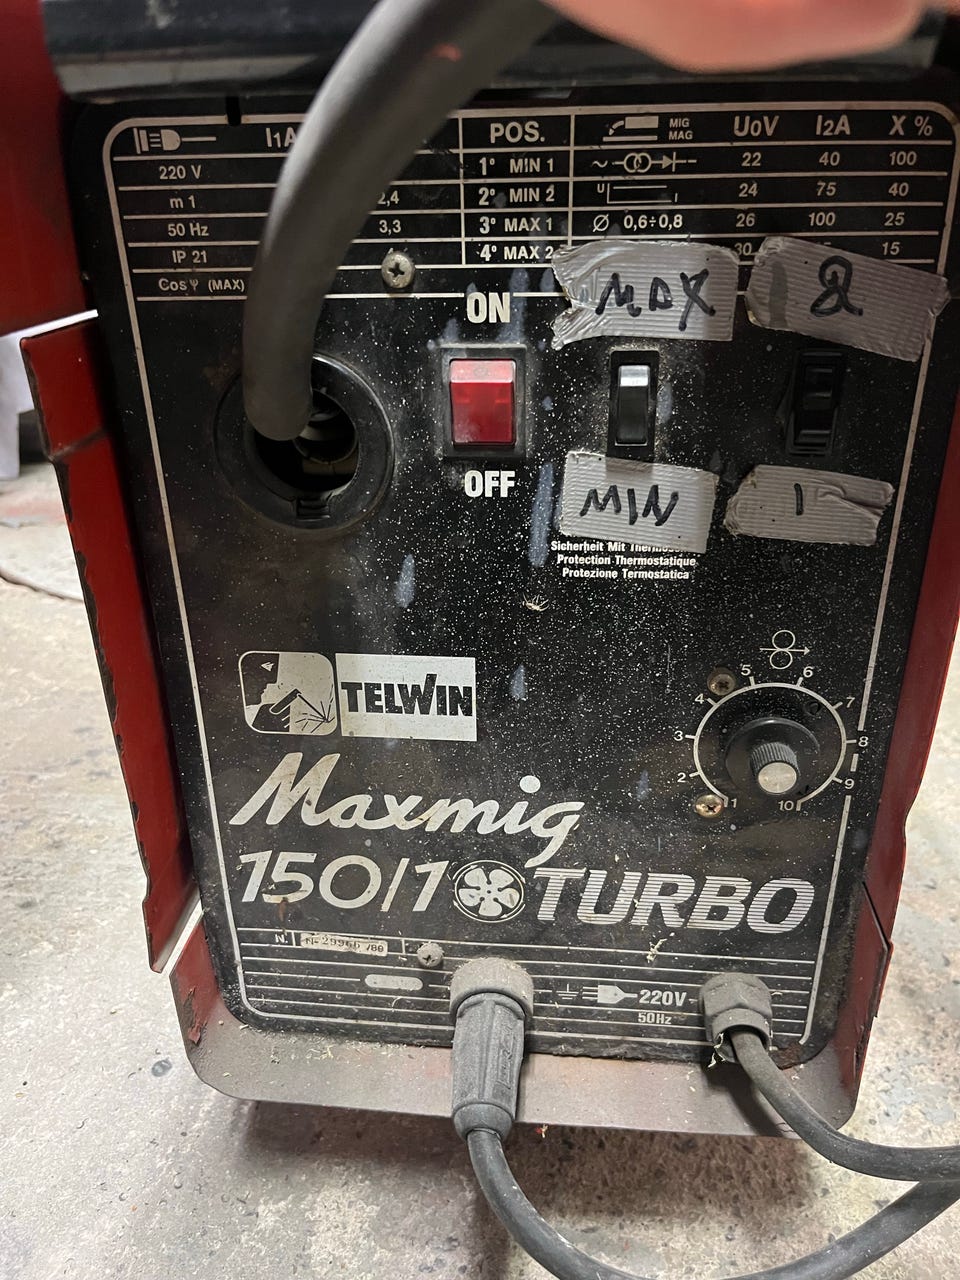 I1A POS. MIG MAG U0V I2A X %
220 V 1° MIN 1 ~ 22 40 100
m 1 2,4 2° MIN 2 U I 24 75 40
50 Hz 3,3 3° MAX 1 Ø 0,6÷0,8 26 100 25
IP 21 4° MAX 2 30 15
Cos φ (MAX)
ON
MAX 2
OFF
MIN 1
Sicherheit Mit
Protection Thermostatique
Protezione Termostatica
TELWIN
1 2 3 4 5 6 7 8 9 10
Maxmig
150/1 TURBO
N.
220V
50Hz